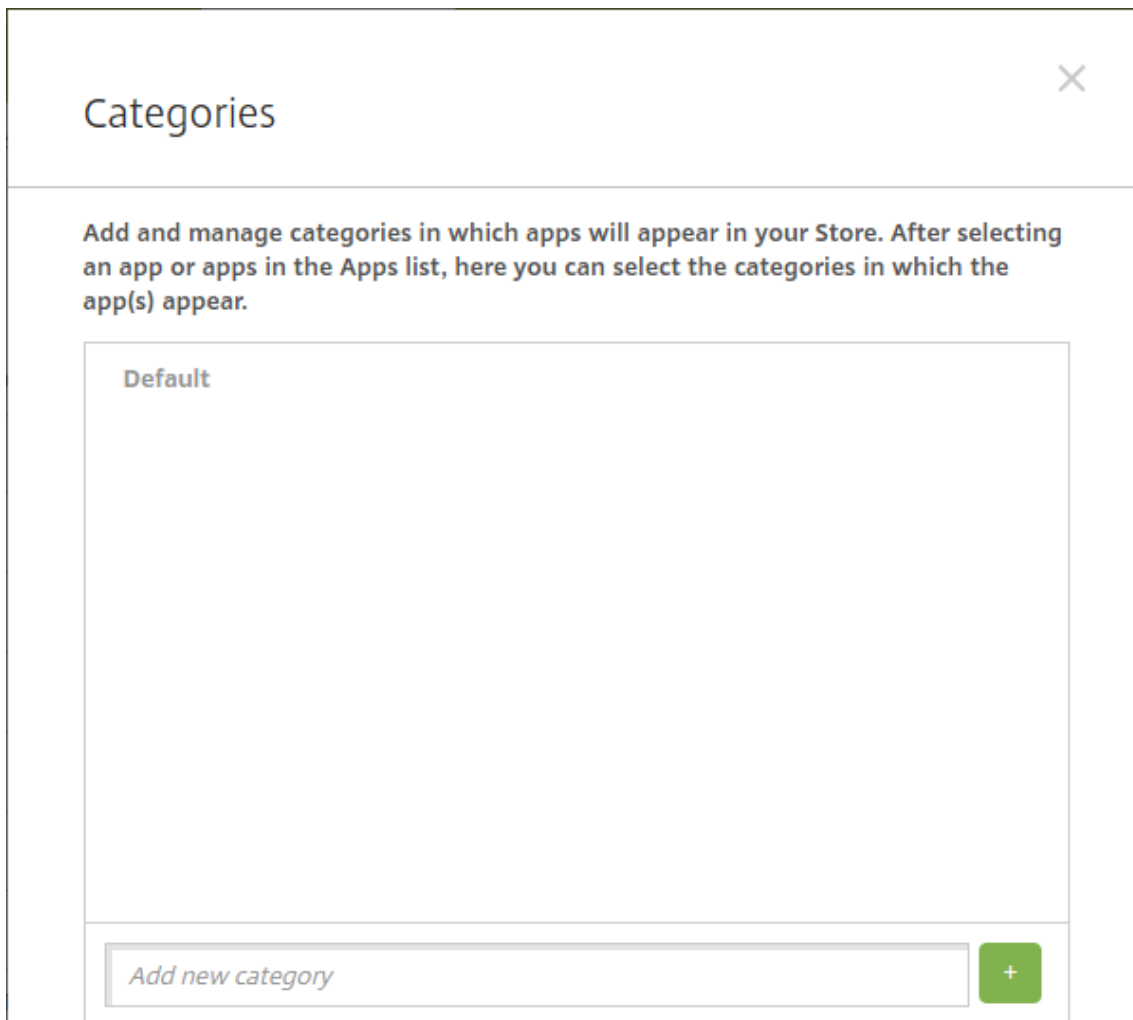 Categories
Add and manage categories in which apps will appear in your Store. After selecting
an app or apps in the Apps list, here you can select the categories in which the
app(s) appear.
Default
Add new category
+